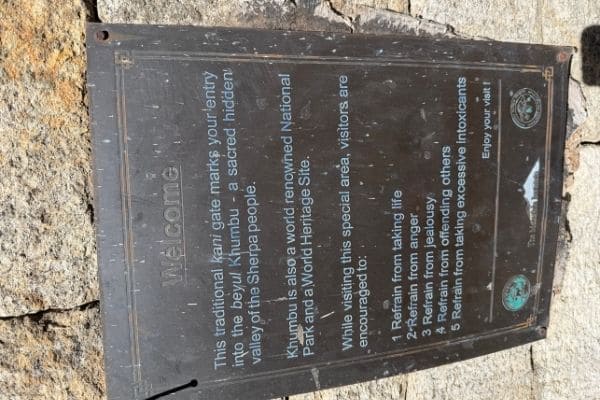 Welcome
This traditional kani gate marks your entry
into the beyul Khumbu - a sacred hidden
valley of the Sherpa people.
Khumbu is also a world renowned National
Park and a World Heritage Site.
While visiting this special area, visitors are
encouraged to:
1 Refrain from taking life
2 Refrain from anger
3 Refrain from jealousy
4 Refrain from offending others
5 Refrain from taking excessive intoxicants
Enjoy your visit !
The